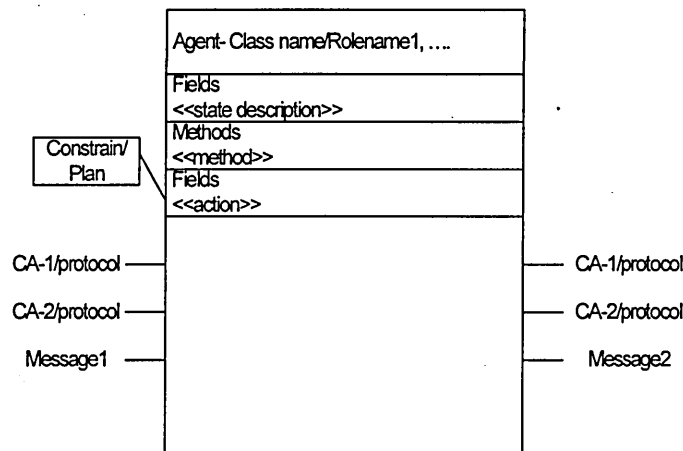 Agent- Class name/Rolename1, ....
Fields
<<state description>>
Methods
<<method>>
Constrain/
Plan
Fields
<<action>>
CA-1/protocol
CA-1/protocol
CA-2/protocol
CA-2/protocol
Message1
Message2